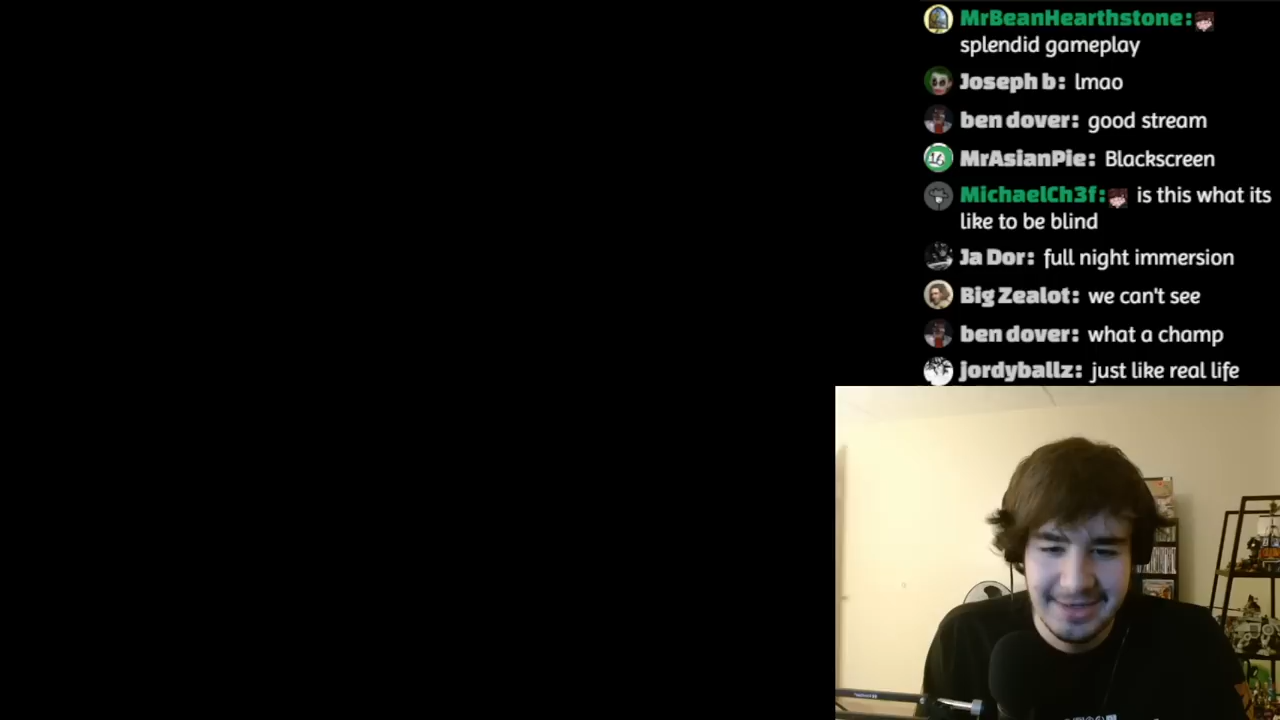 MrBeanHearthstone:
splendid gameplay
Joseph b: lmao
ben dover: good stream
MrAsianPie: Blackscreen
MichaelCh3f: is this what its
like to be blind
Ja Dor: full night immersion
Big Zealot: we can't see
ben dover: what a champ
jordyballz: just like real life